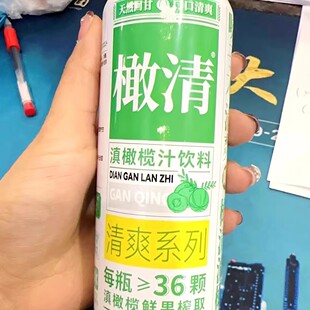 天然回甘 口清爽
橄清®
滇橄榄汁饮料
DIAN GAN LAN ZHI
GAN QING
清爽系列
每瓶≥36颗
滇橄榄鲜果榨取
大